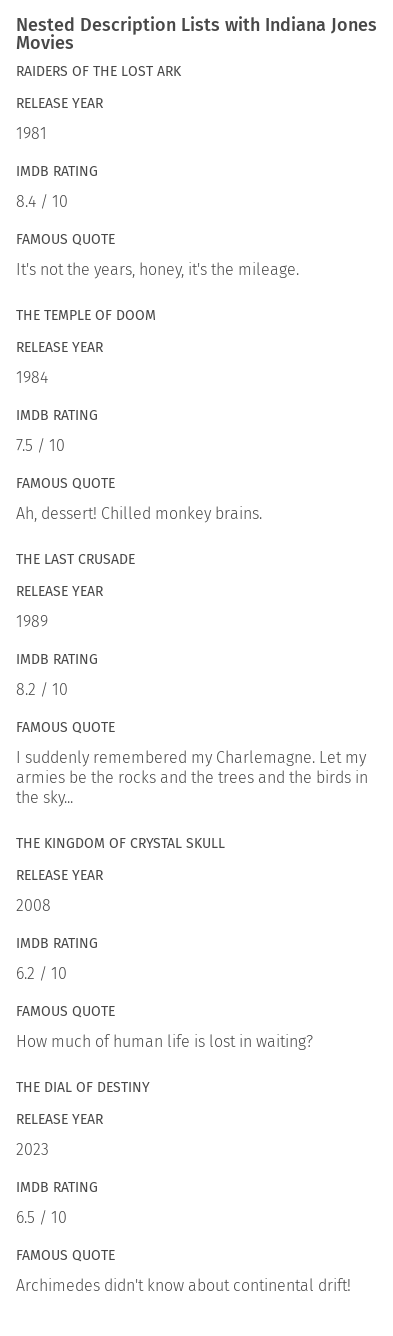 Nested Description Lists with Indiana Jones
Movies
RAIDERS OF THE LOST ARK
RELEASE YEAR
1981
IMDB RATING
8.4 / 10
FAMOUS QUOTE
It's not the years, honey, it's the mileage.
THE TEMPLE OF DOOM
RELEASE YEAR
1984
IMDB RATING
7.5 / 10
FAMOUS QUOTE
Ah, dessert! Chilled monkey brains.
THE LAST CRUSADE
RELEASE YEAR
1989
IMDB RATING
8.2 / 10
FAMOUS QUOTE
I suddenly remembered my Charlemagne. Let my
armies be the rocks and the trees and the birds in
the sky...
THE KINGDOM OF CRYSTAL SKULL
RELEASE YEAR
2008
IMDB RATING
6.2 / 10
FAMOUS QUOTE
How much of human life is lost in waiting?
THE DIAL OF DESTINY
RELEASE YEAR
2023
IMDB RATING
6.5 / 10
FAMOUS QUOTE
Archimedes didn't know about continental drift!